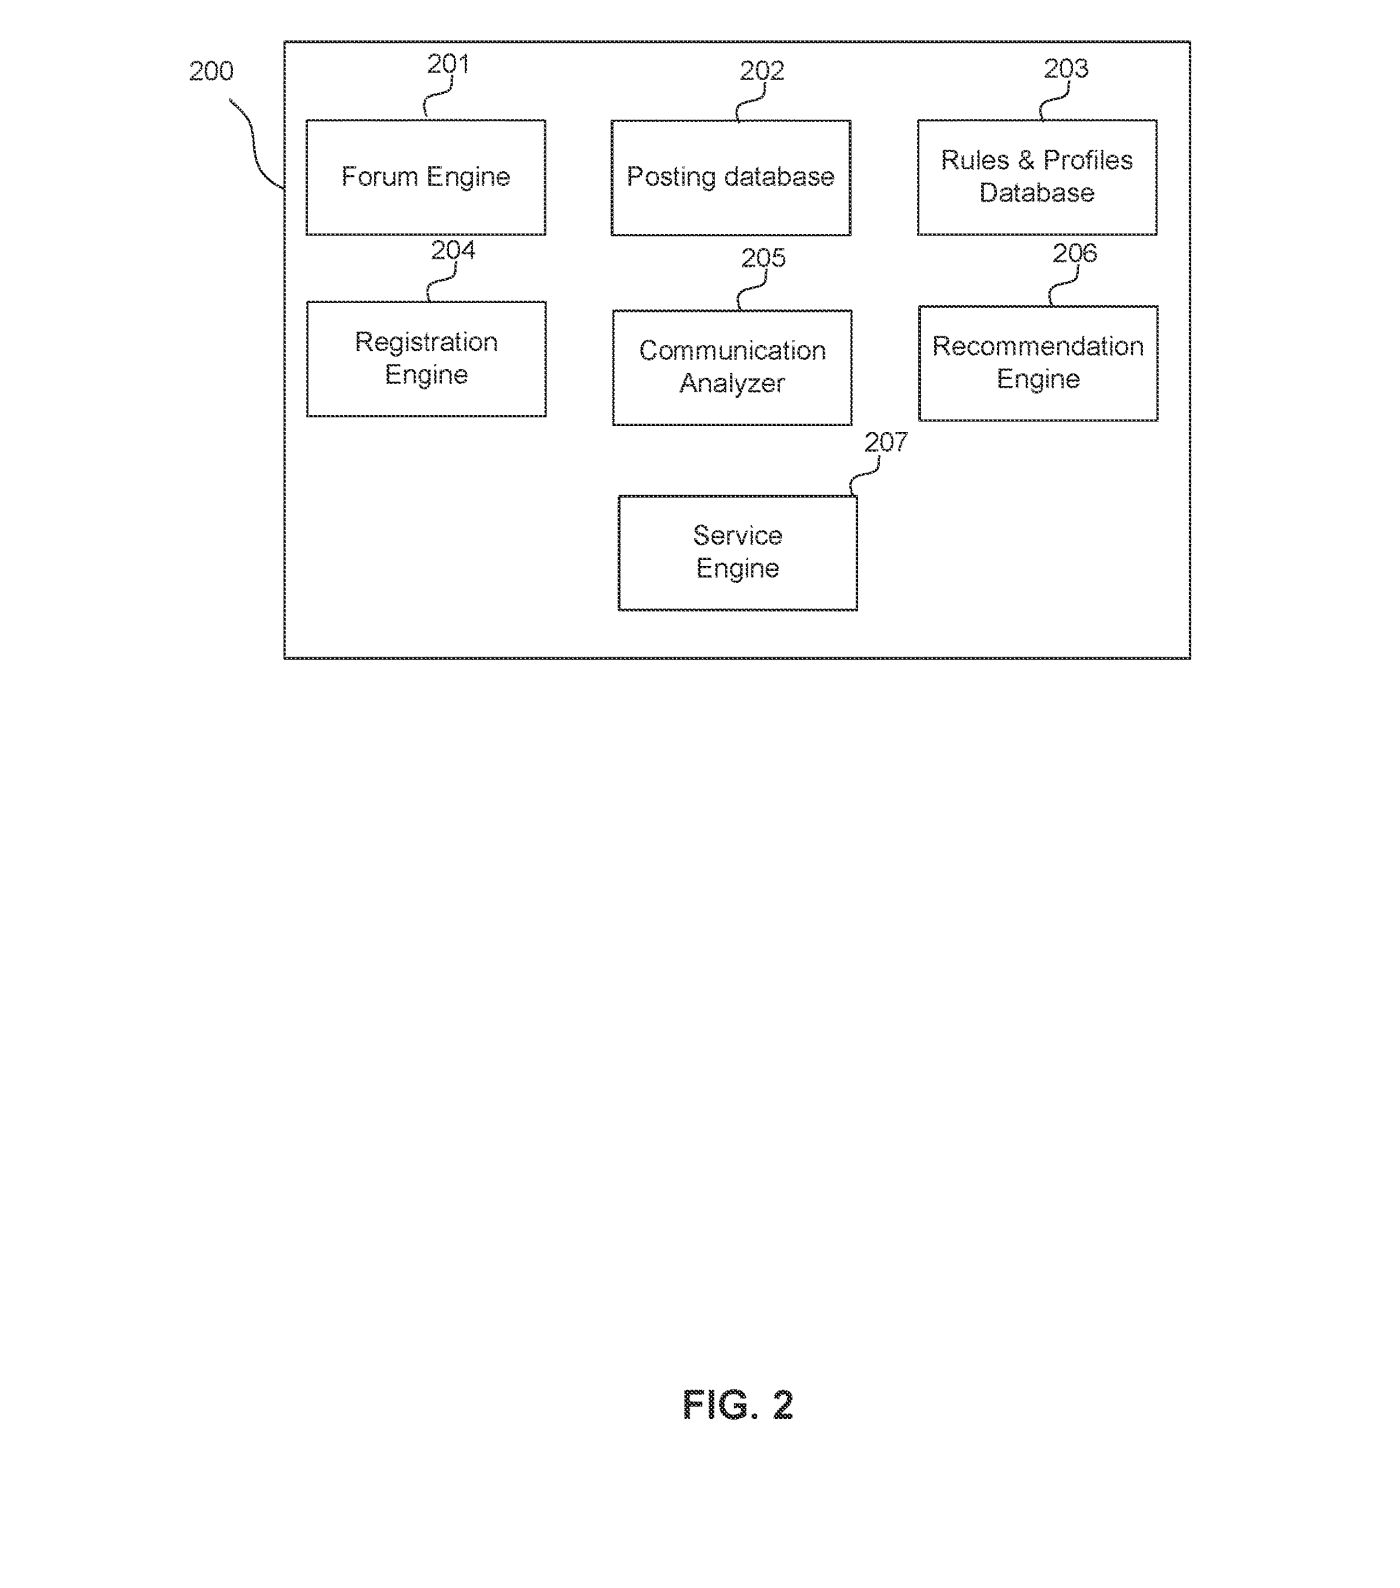 200
201
202
203
Forum Engine
Posting database
Rules & Profiles
Database
204
205
206
Registration
Engine
Communication
Analyzer
Recommendation
Engine
207
Service
Engine
FIG. 2